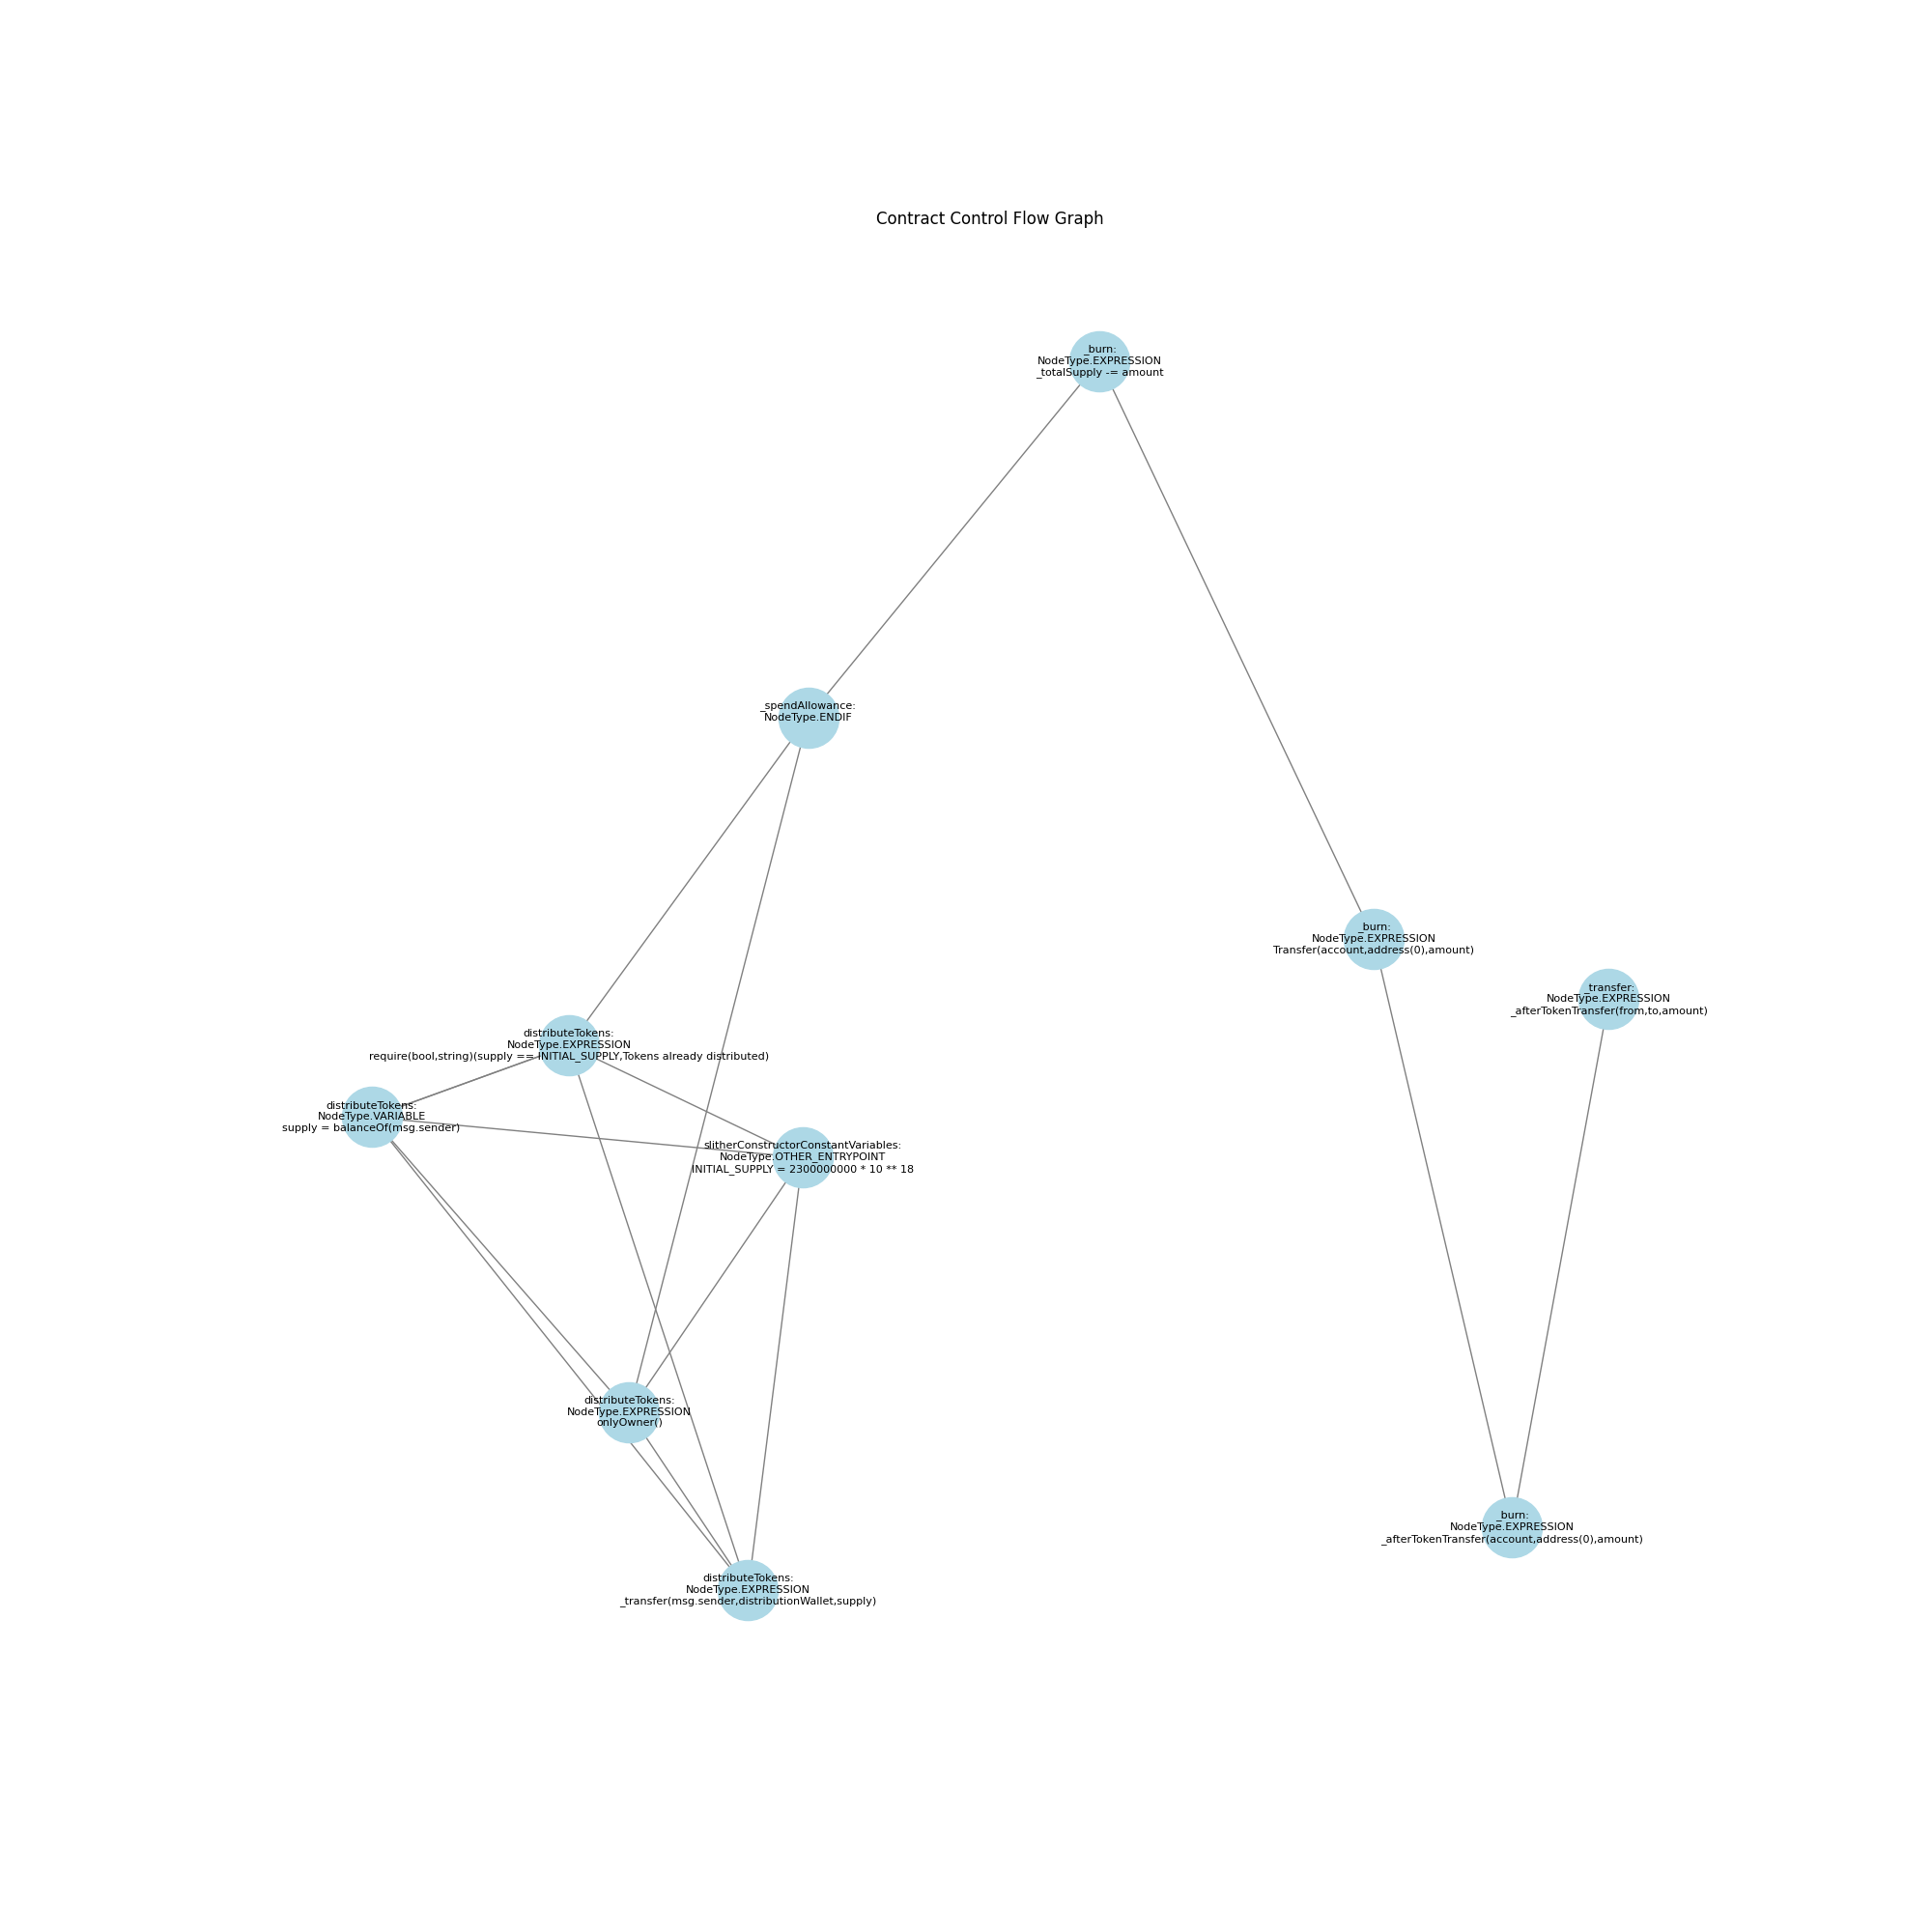 Contract Control Flow Graph
_burn:
NodeType.EXPRESSION
_totalSupply -= amount
_spendAllowance:
NodeType.ENDIF
_burn:
NodeType.EXPRESSION
Transfer(account,address(0),amount)
_transfer:
NodeType.EXPRESSION
_afterTokenTransfer(from,to,amount)
distributeTokens:
NodeType.EXPRESSION
require(bool,string)(supply == INITIAL_SUPPLY,Tokens already distributed)
distributeTokens:
NodeType.VARIABLE
supply = balanceOf(msg.sender)
slitherConstructorConstantVariables:
NodeType.OTHER_ENTRYPOINT
INITIAL_SUPPLY = 2300000000 * 10 ** 18
distributeTokens:
NodeType.EXPRESSION
onlyOwner()
_burn:
NodeType.EXPRESSION
_afterTokenTransfer(account,address(0),amount)
distributeTokens:
NodeType.EXPRESSION
_transfer(msg.sender,distributionWallet,supply)